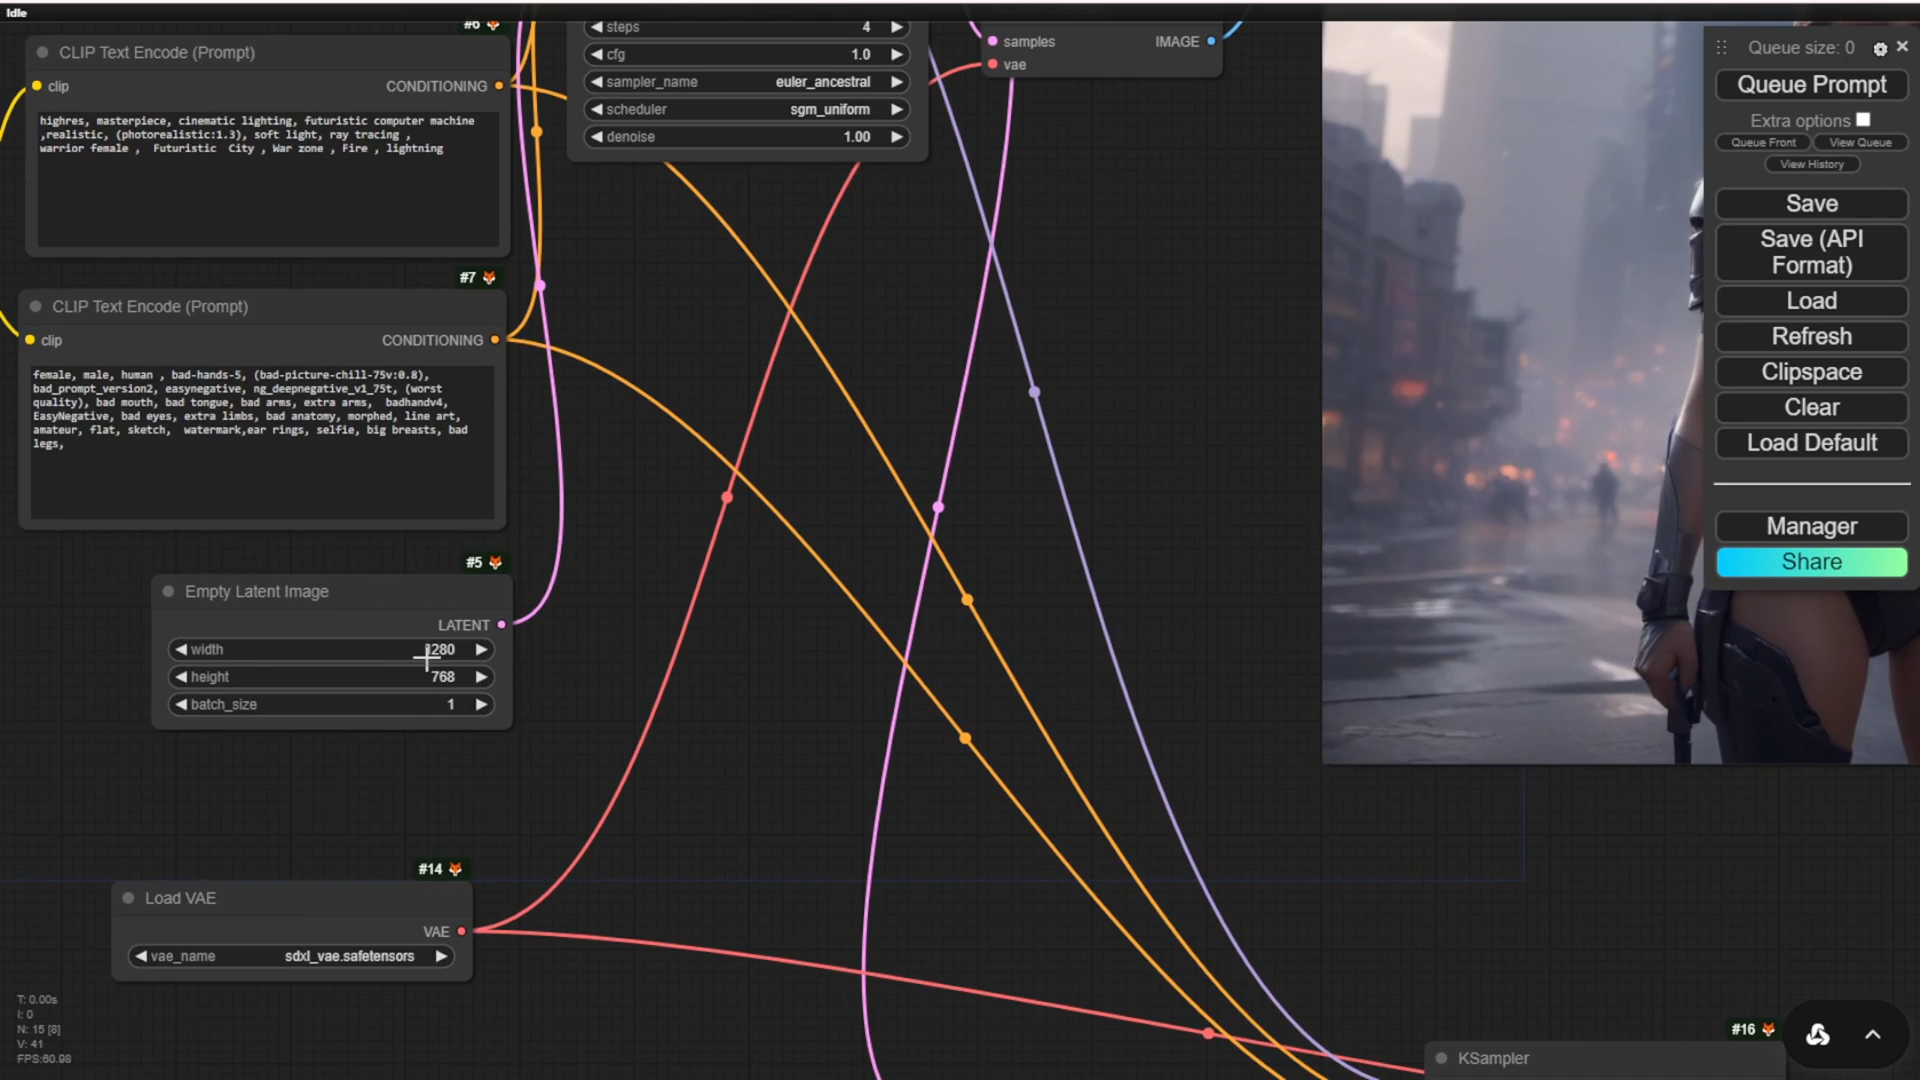 Idle
#6
CLIP Text Encode (Prompt)
clip
CONDITIONING
highres, masterpiece, cinematic lighting, futuristic computer machine
,realistic, (photorealistic:1.3), soft light, ray tracing ,
warrior female , Futuristic City , War zone , Fire , lightning
#7
CLIP Text Encode (Prompt)
clip
CONDITIONING
female, male, human , bad-hands-5, (bad-picture-chill-75v:0.8),
bad_prompt_version2, easynegative, ng_deepnegative_v1_75t, (worst
quality), bad mouth, bad tongue, bad arms, extra arms, badhandv4,
EasyNegative, bad eyes, extra limbs, bad anatomy, morphed, line art,
amateur, flat, sketch, watermark,ear rings, selfie, big breasts, bad
legs,
#5
Empty Latent Image
LATENT
width 1280
height 768
batch_size 1
#14
Load VAE
VAE
vae_name sdxl_vae.safetensors
T: 0.00s
I: 0
N: 15 [8]
V: 41
FPS:60.98
steps 4
cfg 1.0
sampler_name euler_ancestral
scheduler sgm_uniform
denoise 1.00
samples
IMAGE
vae
#16
KSampler
Queue size: 0
Queue Prompt
Extra options
Queue Front
View Queue
View History
Save
Save (API
Format)
Load
Refresh
Clipspace
Clear
Load Default
Manager
Share